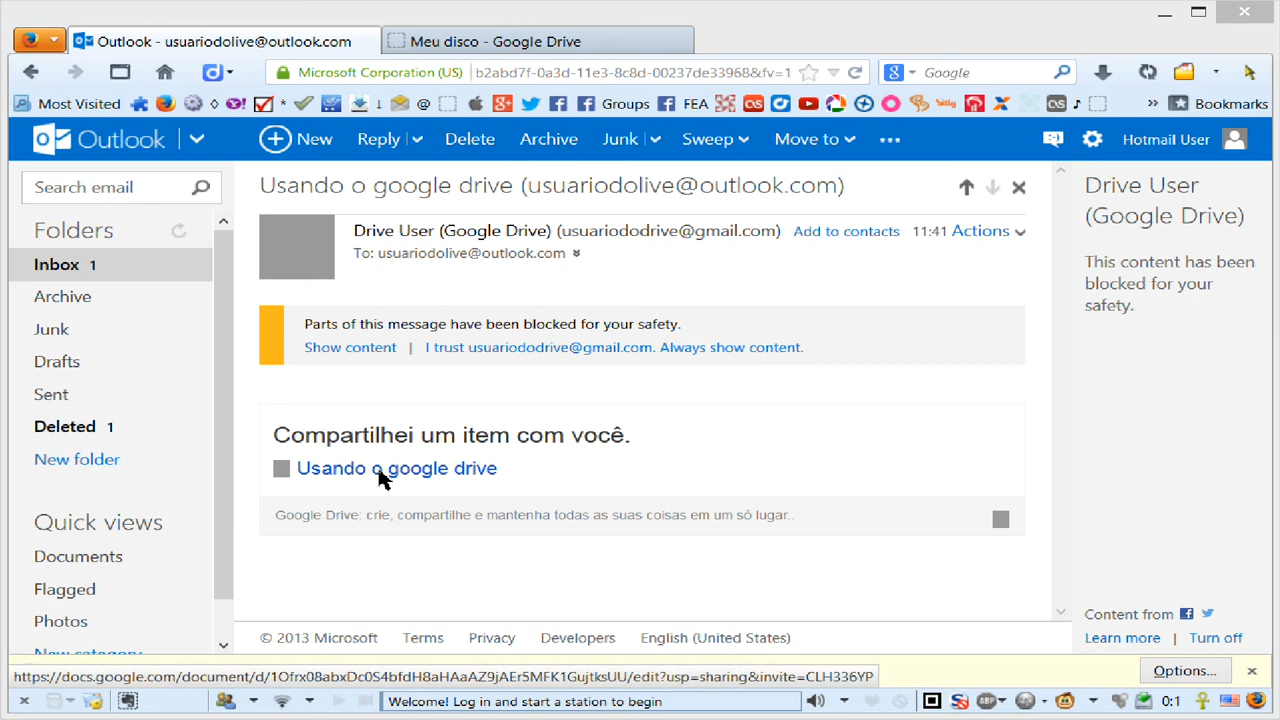 Outlook - usuariodolive@outlook.com
Meu disco - Google Drive
Microsoft Corporation (US)
b2abd7f-0a3d-11e3-8c8d-00237de33968&fv=1
Google
Most Visited
Groups
FEA
Bookmarks
Outlook
New
Reply
Delete
Archive
Junk
Sweep
Move to
Hotmail User
Search email
Folders
Inbox 1
Archive
Junk
Drafts
Sent
Deleted 1
New folder
Quick views
Documents
Flagged
Photos
New category
Usando o google drive (usuariodolive@outlook.com)
Drive User (Google Drive) (usuariododrive@gmail.com) Add to contacts 11:41 Actions
To: usuariodolive@outlook.com
Parts of this message have been blocked for your safety.
Show content | I trust usuariododrive@gmail.com. Always show content.
Compartilhei um item com você.
Usando o google drive
Google Drive: crie, compartilhe e mantenha todas as suas coisas em um só lugar..
Drive User
(Google Drive)
This content has been
blocked for your
safety.
Content from
Learn more | Turn off
© 2013 Microsoft Terms Privacy Developers English (United States)
https://docs.google.com/document/d/1Ofrx08abxDc0S4bfdH8aHAaAZ9jAEr5MFK1GujtksUU/edit?usp=sharing&invite=CLH336YP
Options...
Welcome! Log in and start a station to begin
0:1